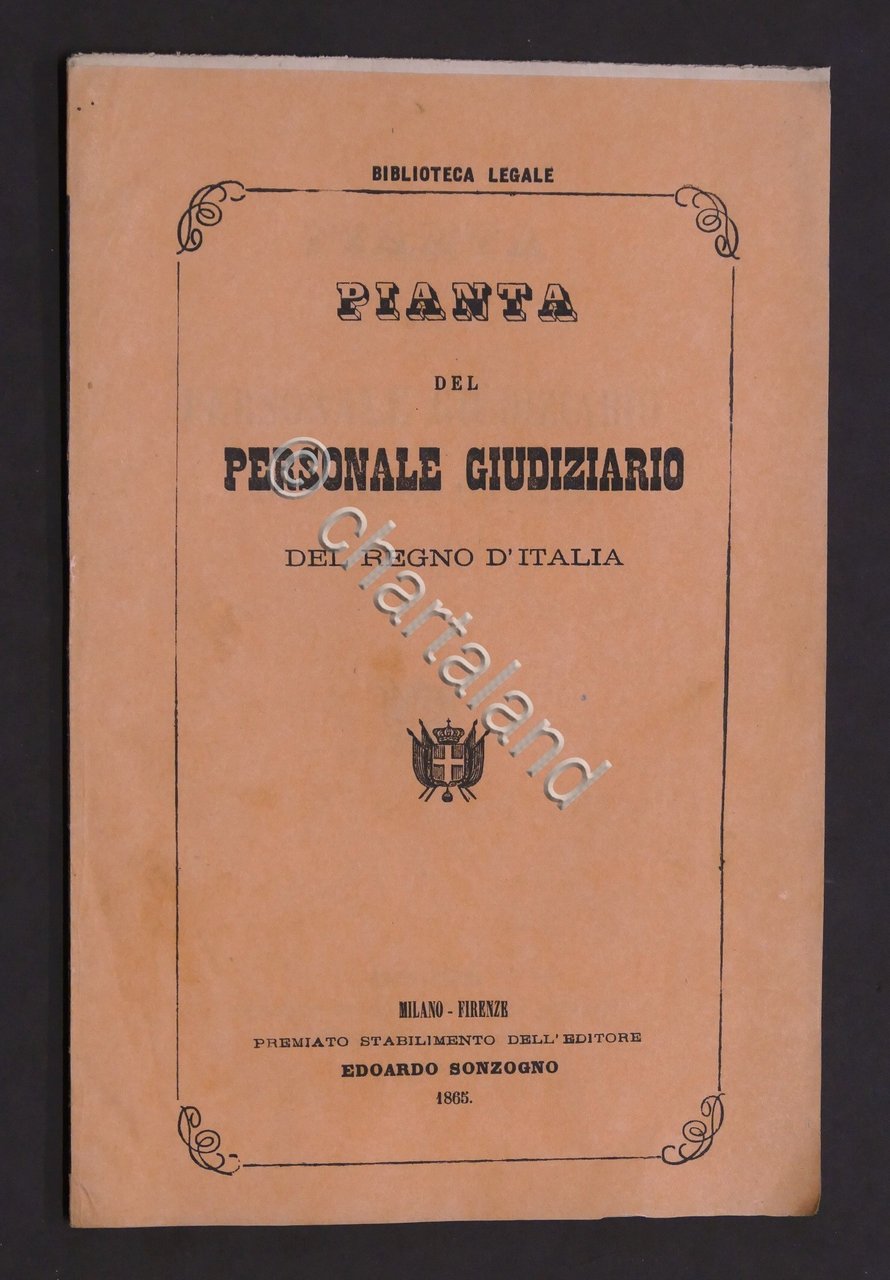 BIBLIOTECA LEGALE
PIANTA
DEL
PERSONALE GIUDIZIARIO
DEL REGNO D'ITALIA
© chartaland
MILANO - FIRENZE
PREMIATO STABILIMENTO DELL'EDITORE
EDOARDO SONZOGNO
1865.